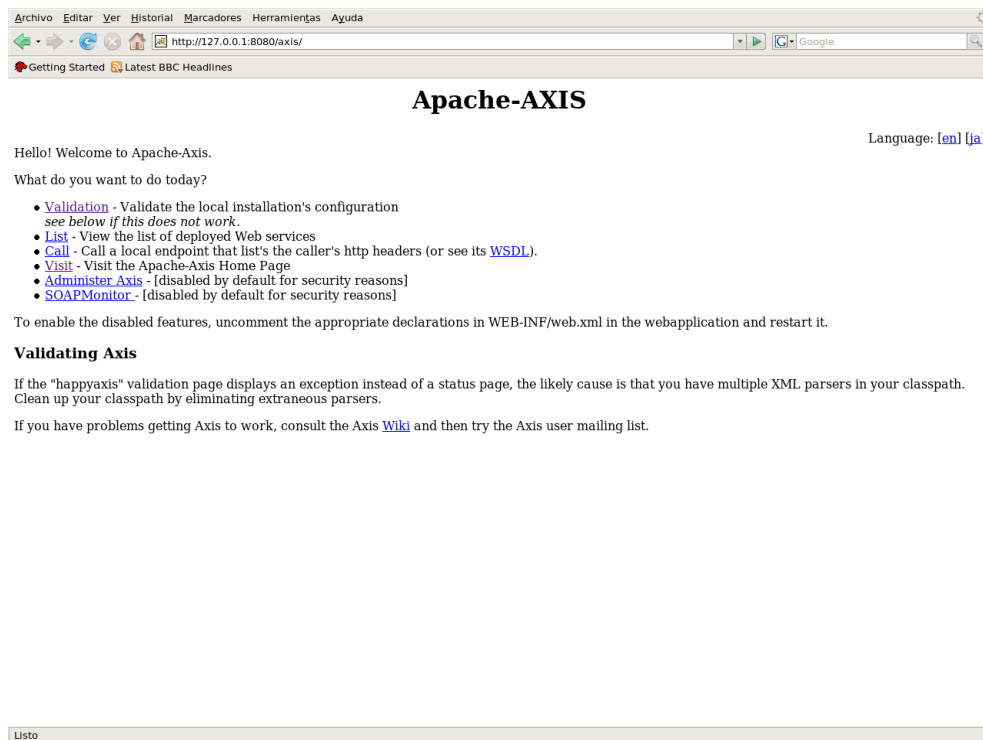 Archivo Editar Ver Historial Marcadores Herramientas Ayuda
http://127.0.0.1:8080/axis/ Google
Getting Started Latest BBC Headlines
Apache-AXIS
Language: [en] [ja]
Hello! Welcome to Apache-Axis.
What do you want to do today?
Validation - Validate the local installation's configuration
see below if this does not work.
List - View the list of deployed Web services
Call - Call a local endpoint that list's the caller's http headers (or see its WSDL).
Visit - Visit the Apache-Axis Home Page
Administer Axis - [disabled by default for security reasons]
SOAPMonitor - [disabled by default for security reasons]
To enable the disabled features, uncomment the appropriate declarations in WEB-INF/web.xml in the webapplication and restart it.
Validating Axis
If the "happyaxis" validation page displays an exception instead of a status page, the likely cause is that you have multiple XML parsers in your classpath.
Clean up your classpath by eliminating extraneous parsers.
If you have problems getting Axis to work, consult the Axis Wiki and then try the Axis user mailing list.
Listo